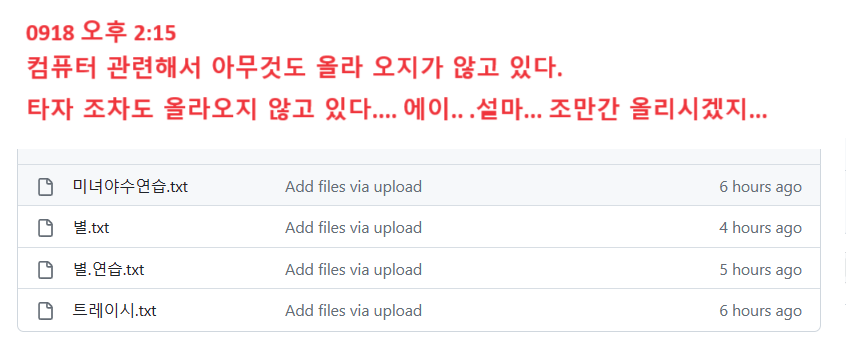 0918 오후 2:15
컴퓨터 관련해서 아무것도 올라 오지가 않고 있다.
타자 조차도 올라오지 않고 있다.... 에이.. .설마... 조만간 올리시겠지...
미녀야수연습.txt Add files via upload 6 hours ago
별.txt Add files via upload 4 hours ago
별.연습.txt Add files via upload 5 hours ago
트레이시.txt Add files via upload 6 hours ago